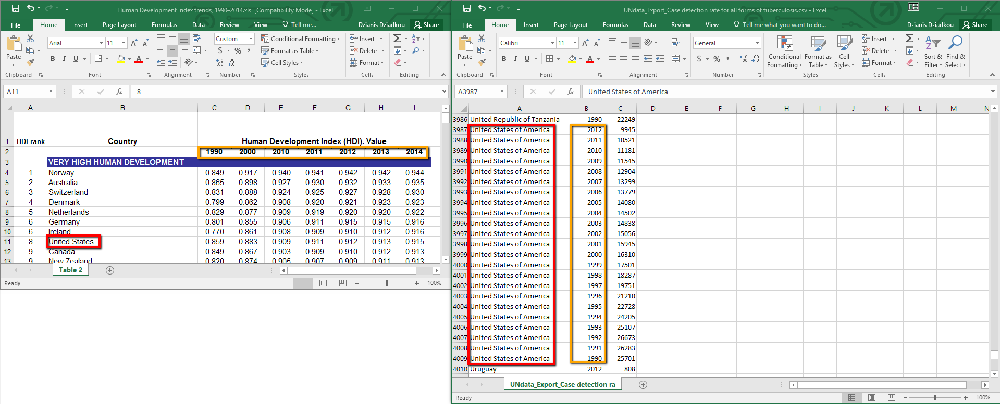 Human Development Index trends, 1990–2014.xls [Compatibility Mode] - Excel
File Home Insert Page Layout Formulas Data Review View Tell me... Dzianis Dziadkou Share
Paste Arial 11 Custom Conditional Formatting Insert
B I U A $ % , Format as Table Delete
Cell Styles Format
Clipboard Font Alignment Number Styles Cells Editing
A11 fx 8
A B C D E F G H I
1 HDI rank Country Human Development Index (HDI). Value
2 1990 2000 2010 2011 2012 2013 2014
3 VERY HIGH HUMAN DEVELOPMENT
4 1 Norway 0.849 0.917 0.940 0.941 0.942 0.942 0.944
5 2 Australia 0.865 0.898 0.927 0.930 0.932 0.933 0.935
6 3 Switzerland 0.831 0.888 0.924 0.925 0.927 0.928 0.930
7 4 Denmark 0.799 0.862 0.908 0.920 0.921 0.923 0.923
8 5 Netherlands 0.829 0.877 0.909 0.919 0.920 0.920 0.922
9 6 Germany 0.801 0.855 0.906 0.911 0.915 0.915 0.916
10 6 Ireland 0.770 0.861 0.908 0.909 0.910 0.912 0.916
11 8 United States 0.859 0.883 0.909 0.911 0.912 0.913 0.915
12 9 Canada 0.849 0.867 0.903 0.909 0.910 0.912 0.913
13 9 New Zealand 0.820 0.874 0.905 0.907 0.909 0.911 0.913
Table 2
Ready 100%
UNdata_Export_Case detection rate for all forms of tuberculosis.csv - Excel
File Home Insert Page Layout Formulas Data Review View Tell me what you want to do... Dzianis Dziadkou Share
Paste Calibri 11 General Conditional Formatting Format as Table Cell Styles Insert Sort & Filter Find & Select
B I U A $ % , Delete
Format
Clipboard Font Alignment Number Styles Cells Editing
A3987 fx United States of America
A B C D E F G H I J K L M N
3986 United Republic of Tanzania 1990 22249
3987 United States of America 2012 9945
3988 United States of America 2011 10521
3989 United States of America 2010 11181
3990 United States of America 2009 11545
3991 United States of America 2008 12904
3992 United States of America 2007 13299
3993 United States of America 2006 13779
3994 United States of America 2005 14080
3995 United States of America 2004 14502
3996 United States of America 2003 14838
3997 United States of America 2002 15056
3998 United States of America 2001 15945
3999 United States of America 2000 16310
4000 United States of America 1999 17501
4001 United States of America 1998 18287
4002 United States of America 1997 19751
4003 United States of America 1996 21210
4004 United States of America 1995 22728
4005 United States of America 1994 24205
4006 United States of America 1993 25107
4007 United States of America 1992 26673
4008 United States of America 1991 26283
4009 United States of America 1990 25701
4010 Uruguay 2012 808
UNdata_Export_Case detection ra
Ready 100%